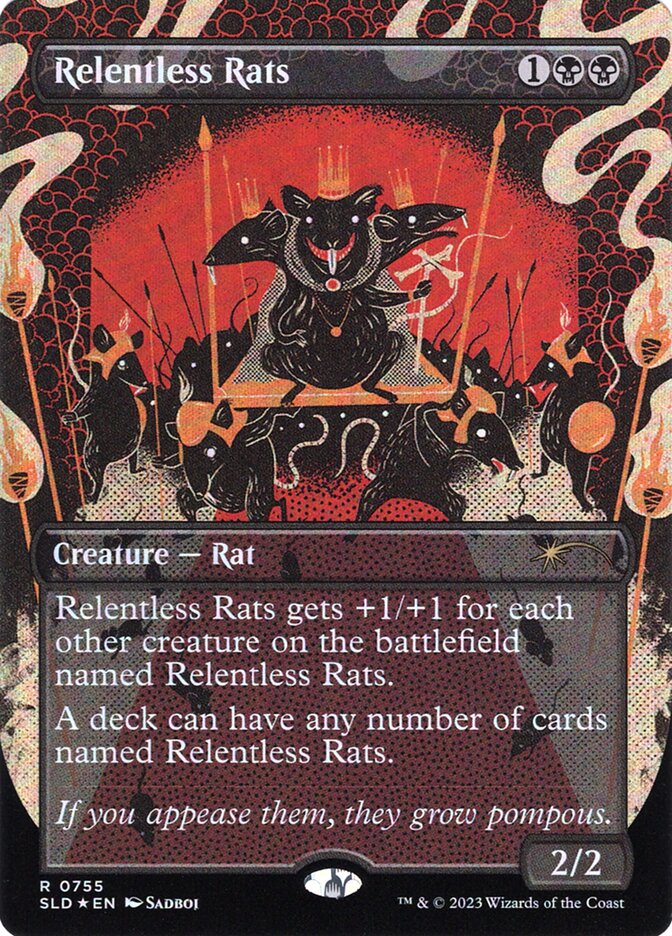 Relentless Rats 1
Creature — Rat
Relentless Rats gets +1/+1 for each
other creature on the battlefield
named Relentless Rats.
A deck can have any number of cards
named Relentless Rats.
If you appease them, they grow pompous.
2/2
R 0755
SLD ★ EN SADBOI
™ & © 2023 Wizards of the Coast